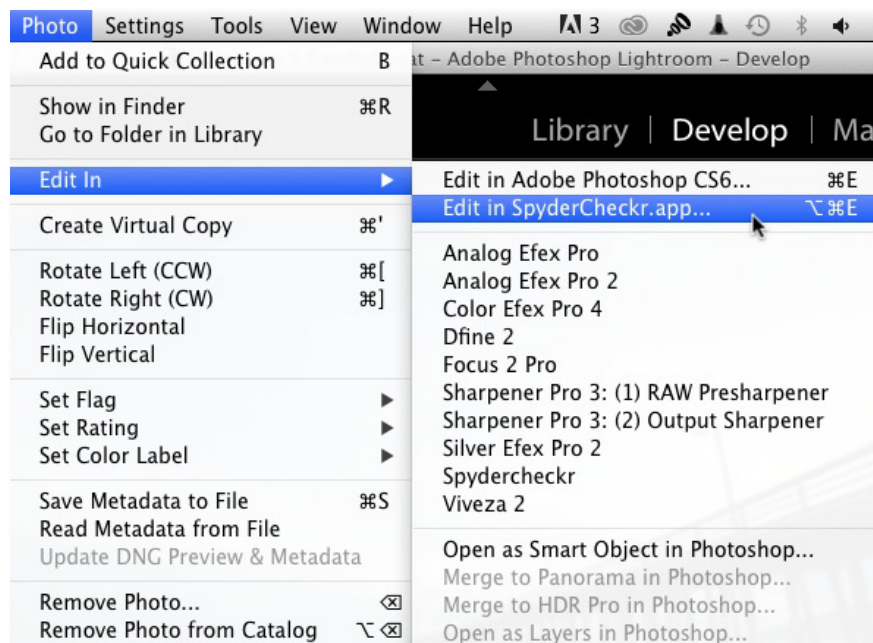 Photo Settings Tools View Window Help 3
at – Adobe Photoshop Lightroom – Develop
Library | Develop | Ma
Add to Quick Collection B
Show in Finder ⌘R
Go to Folder in Library
Edit In ▶
Create Virtual Copy ⌘'
Rotate Left (CCW) ⌘[
Rotate Right (CW) ⌘]
Flip Horizontal
Flip Vertical
Set Flag ▶
Set Rating ▶
Set Color Label ▶
Save Metadata to File ⌘S
Read Metadata from File
Update DNG Preview & Metadata
Remove Photo... ⌫
Remove Photo from Catalog ⌥⌫
Edit in Adobe Photoshop CS6... ⌘E
Edit in SpyderCheckr.app... ⌥⌘E
Analog Efex Pro
Analog Efex Pro 2
Color Efex Pro 4
Dfine 2
Focus 2 Pro
Sharpener Pro 3: (1) RAW Presharpener
Sharpener Pro 3: (2) Output Sharpener
Silver Efex Pro 2
Spydercheckr
Viveza 2
Open as Smart Object in Photoshop...
Merge to Panorama in Photoshop...
Merge to HDR Pro in Photoshop...
Open as Layers in Photoshop...